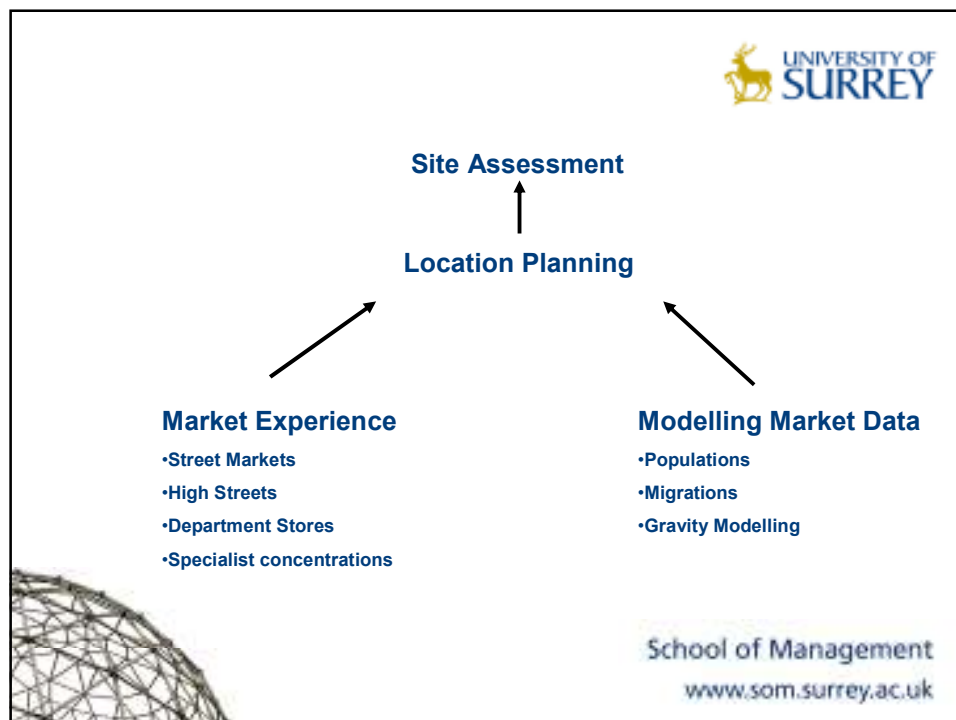 UNIVERSITY OF
SURREY
Site Assessment
Location Planning
Market Experience
•Street Markets
•High Streets
•Department Stores
•Specialist concentrations
Modelling Market Data
•Populations
•Migrations
•Gravity Modelling
School of Management
www.som.surrey.ac.uk